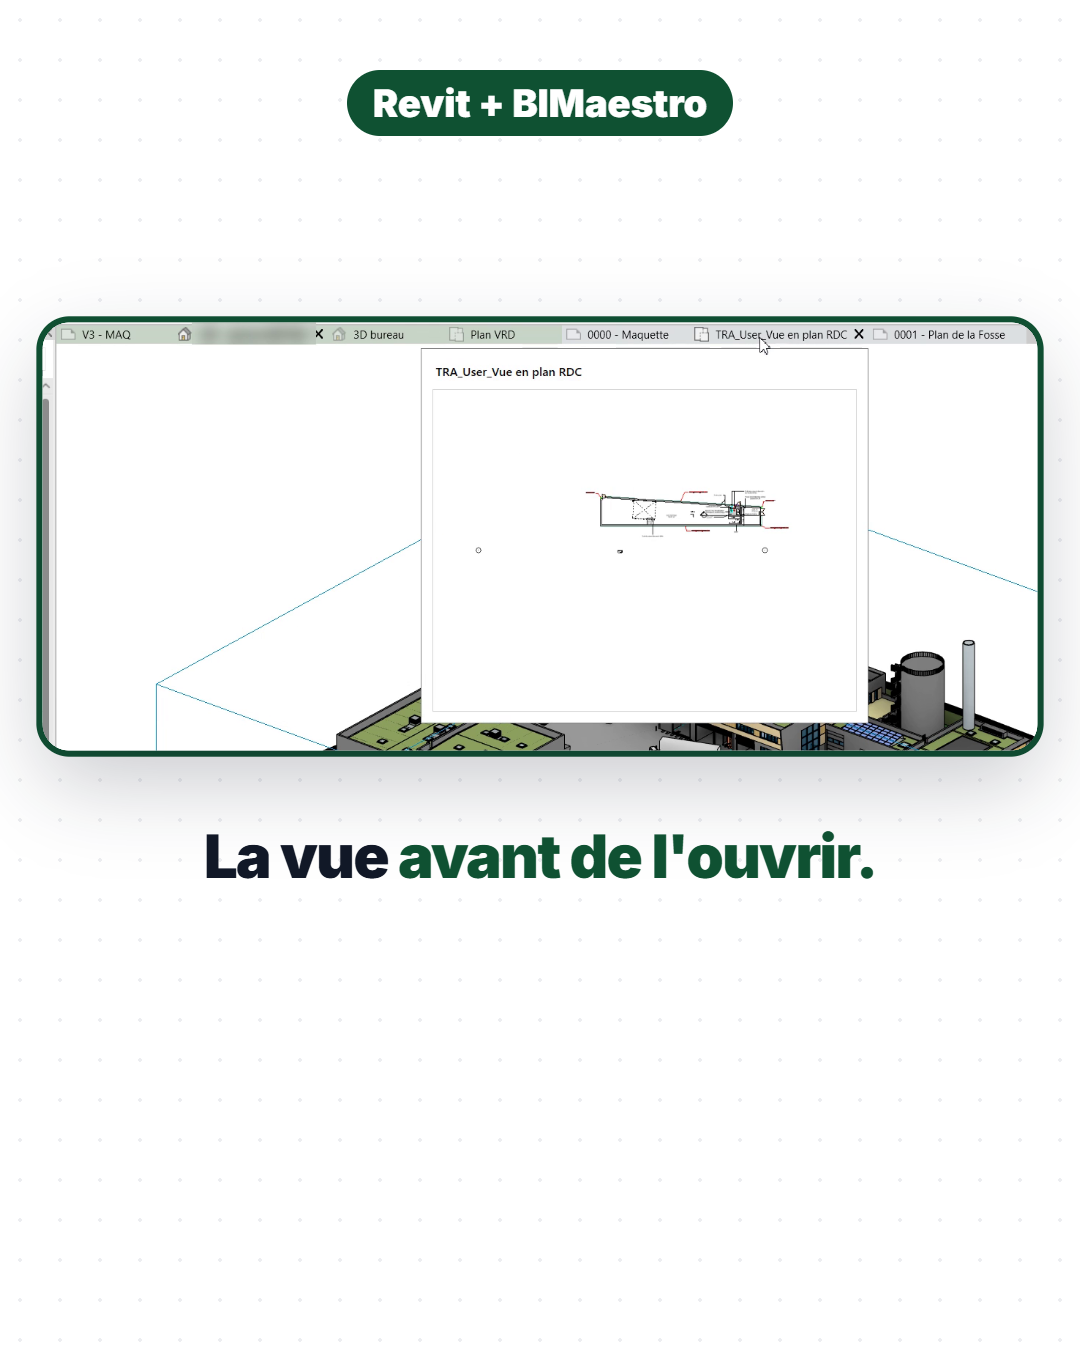 Revit + BIMaestro
V3 - MAQ
3D bureau
Plan VRD
0000 - Maquette
TRA_User_Vue en plan RDC
0001 - Plan de la Fosse
TRA_User_Vue en plan RDC
La vue avant de l'ouvrir.